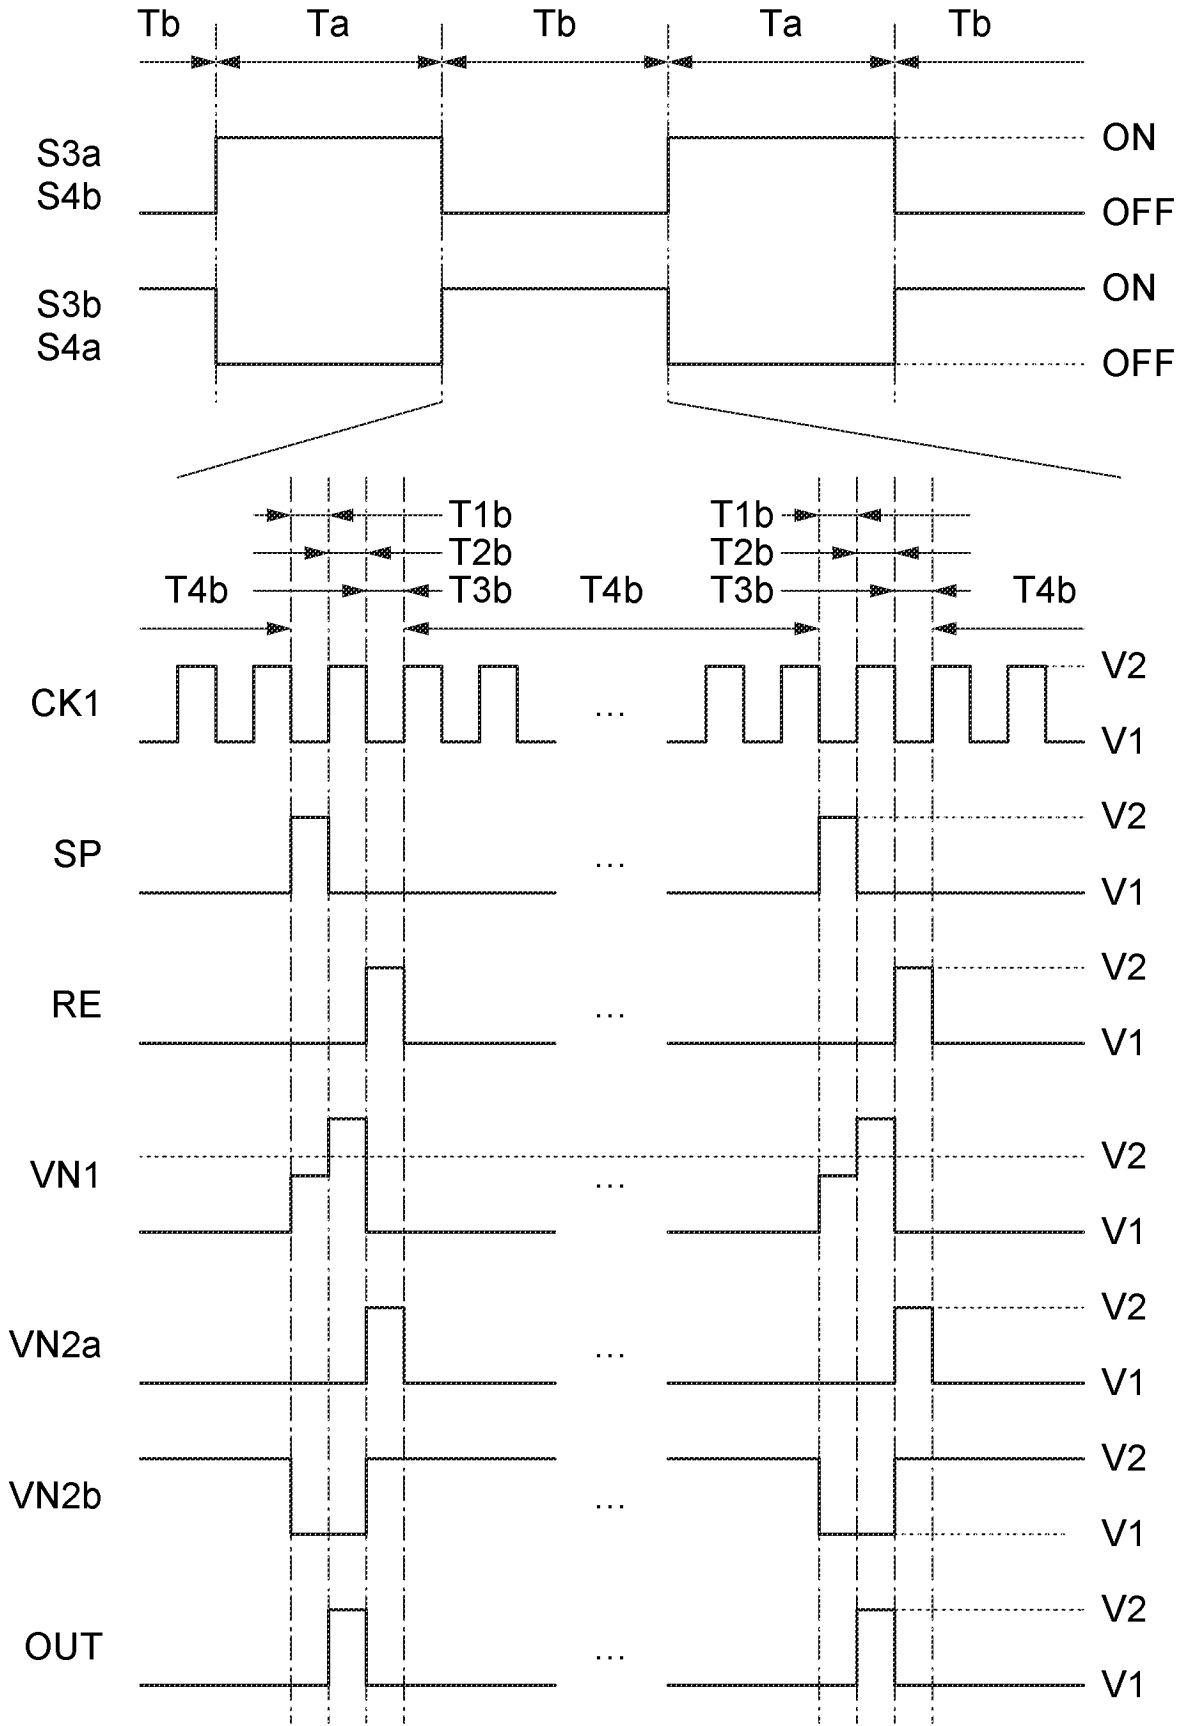 Tb Ta Tb Ta Tb
S3a
S4b
ON
OFF
S3b
S4a
ON
OFF
T1b T1b
T2b T2b
T4b T3b T4b T3b T4b
CK1 ... V2
V1
SP ... V2
V1
RE ... V2
V1
VN1 ... V2
V1
VN2a ... V2
V1
VN2b ... V2
V1
OUT ... V2
V1